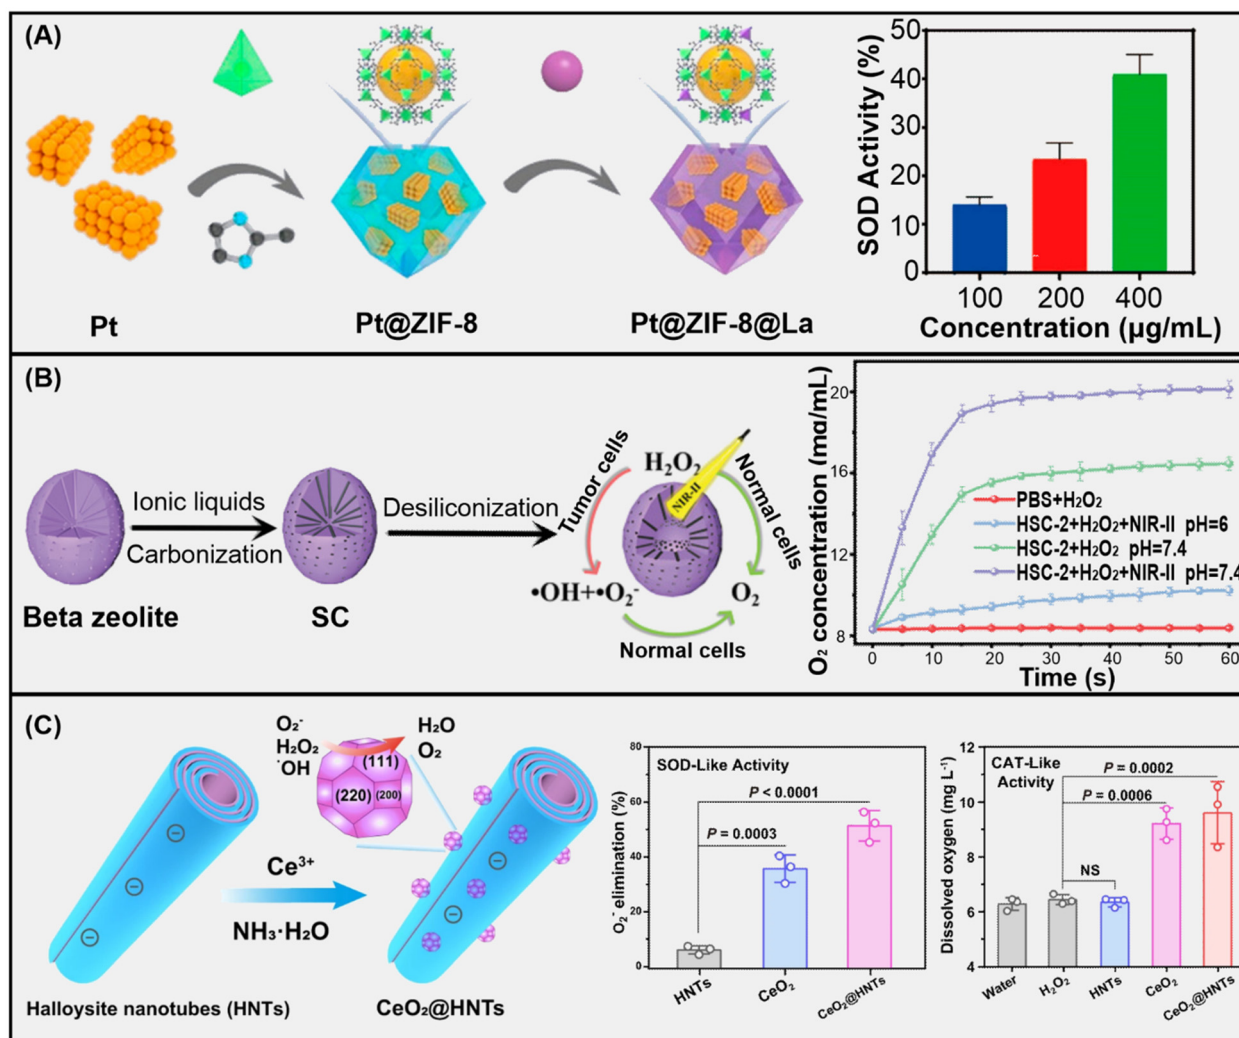 (A)
Pt
Pt@ZIF-8
Pt@ZIF-8@La
SOD Activity (%)
50
40
30
20
10
0
100 200 400
Concentration (µg/mL)
(B)
Beta zeolite
Ionic liquids
Carbonization
SC
Desiliconization
Tumor cells
H₂O₂
NIR-II
Normal cells
•OH+•O₂⁻
O₂
Normal cells
O₂ concentration (mg/mL)
20
16
12
8
PBS+H₂O₂
HSC-2+H₂O₂+NIR-II pH=6
HSC-2+H₂O₂ pH=7.4
HSC-2+H₂O₂+NIR-II pH=7.4
0 10 20 30 40 50 60
Time (s)
(C)
O₂⁻
H₂O₂
˙OH
H₂O
O₂
(111)
(220)
(200)
Ce³⁺
NH₃·H₂O
Halloysite nanotubes (HNTs)
CeO₂@HNTs
O₂⁻ elimination (%)
80
60
40
20
0
SOD-Like Activity
P < 0.0001
P = 0.0003
HNTs
CeO₂
CeO₂@HNTs
Dissolved oxygen (mg L⁻¹)
12
10
8
6
4
CAT-Like
Activity
P = 0.0002
P = 0.0006
NS
Water
H₂O₂
HNTs
CeO₂
CeO₂@HNTs